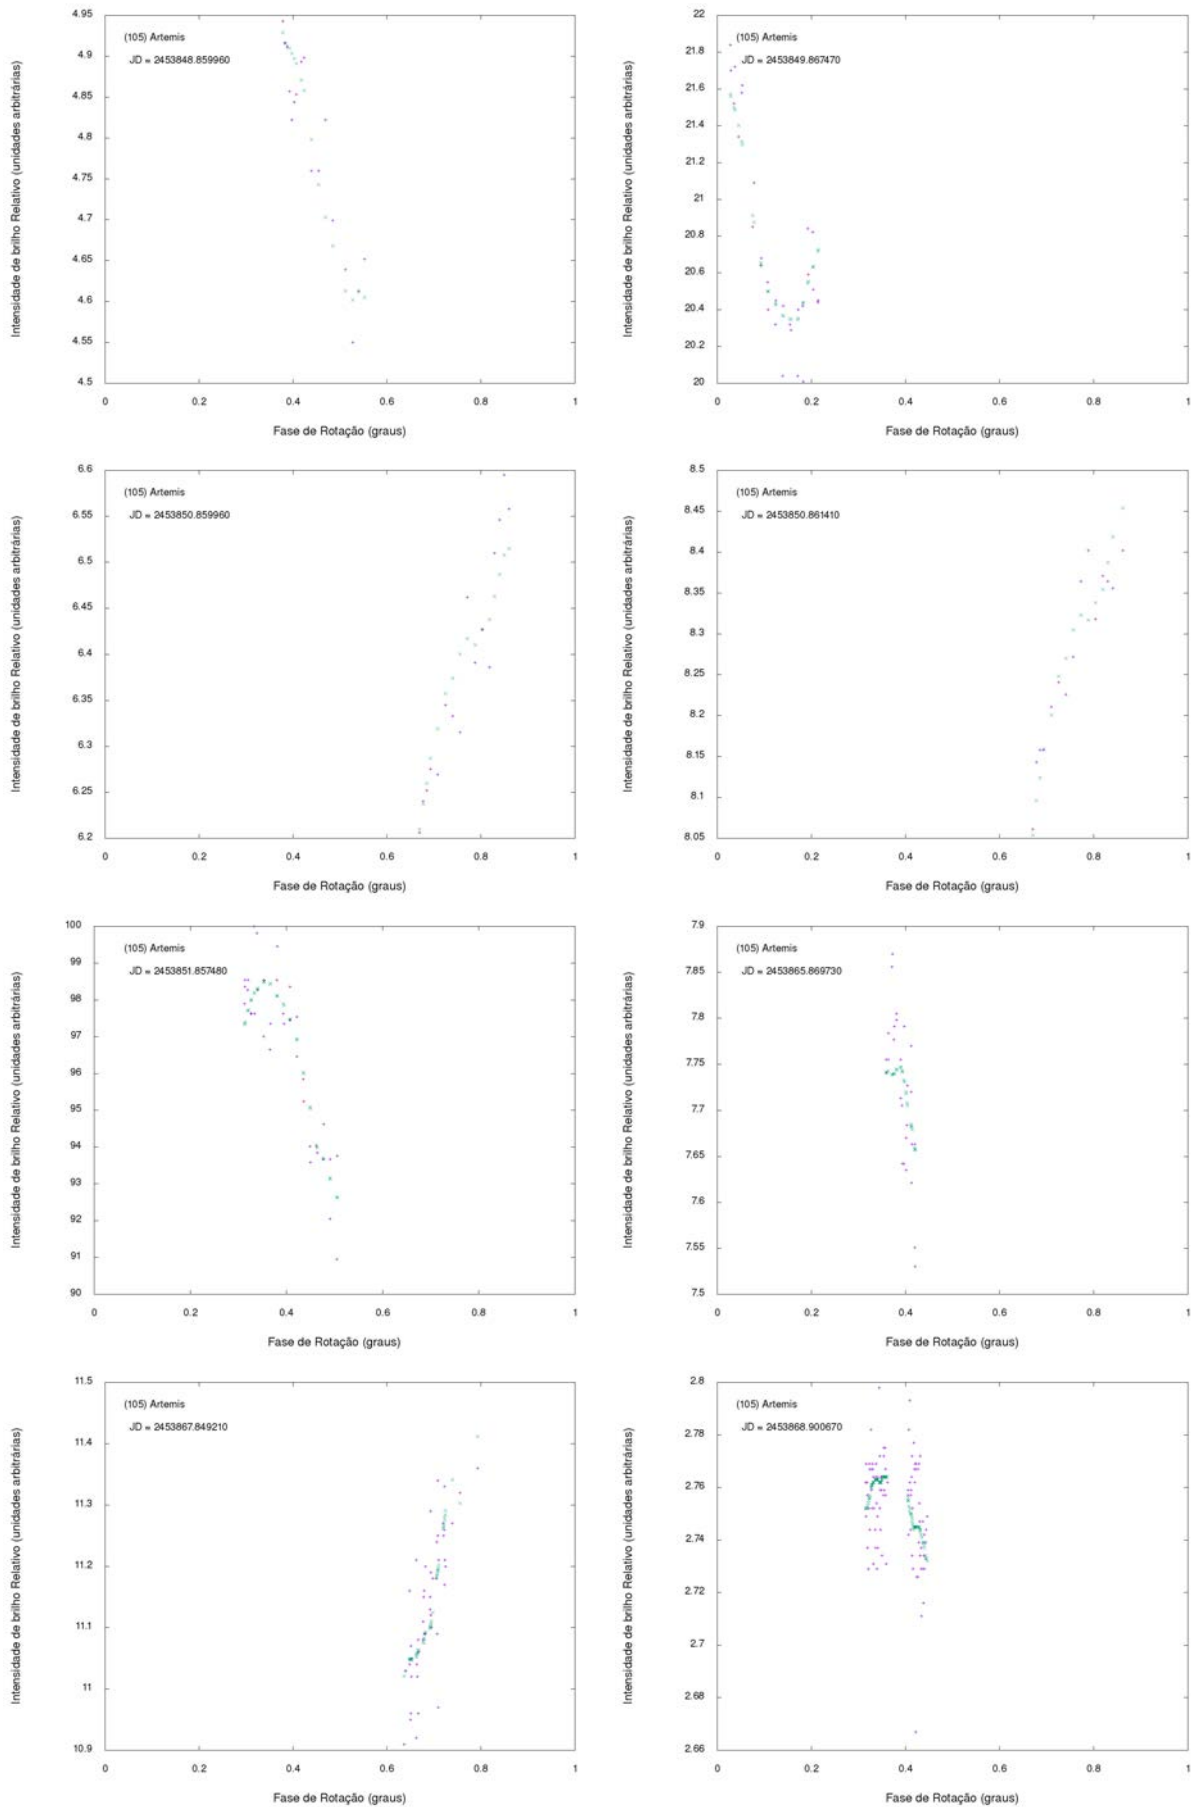 4.95
4.9
4.85
4.8
4.75
4.7
4.65
4.6
4.55
4.5
0 0.2 0.4 0.6 0.8 1
Intensidade de brilho Relativo (unidades arbitrárias)
Fase de Rotação (graus)
(105) Artemis
JD = 2453848.859960
22
21.8
21.6
21.4
21.2
21
20.8
20.6
20.4
20.2
20
0 0.2 0.4 0.6 0.8 1
Intensidade de brilho Relativo (unidades arbitrárias)
Fase de Rotação (graus)
(105) Artemis
JD = 2453849.867470
6.6
6.55
6.5
6.45
6.4
6.35
6.3
6.25
6.2
0 0.2 0.4 0.6 0.8 1
Intensidade de brilho Relativo (unidades arbitrárias)
Fase de Rotação (graus)
(105) Artemis
JD = 2453850.859960
8.5
8.45
8.4
8.35
8.3
8.25
8.2
8.15
8.1
8.05
0 0.2 0.4 0.6 0.8 1
Intensidade de brilho Relativo (unidades arbitrárias)
Fase de Rotação (graus)
(105) Artemis
JD = 2453850.861410
100
99
98
97
96
95
94
93
92
91
90
0 0.2 0.4 0.6 0.8 1
Intensidade de brilho Relativo (unidades arbitrárias)
Fase de Rotação (graus)
(105) Artemis
JD = 2453851.857480
7.9
7.85
7.8
7.75
7.7
7.65
7.6
7.55
7.5
0 0.2 0.4 0.6 0.8 1
Intensidade de brilho Relativo (unidades arbitrárias)
Fase de Rotação (graus)
(105) Artemis
JD = 2453865.869730
11.5
11.4
11.3
11.2
11.1
11
10.9
0 0.2 0.4 0.6 0.8 1
Intensidade de brilho Relativo (unidades arbitrárias)
Fase de Rotação (graus)
(105) Artemis
JD = 2453867.849210
2.8
2.78
2.76
2.74
2.72
2.7
2.68
2.66
0 0.2 0.4 0.6 0.8 1
Intensidade de brilho Relativo (unidades arbitrárias)
Fase de Rotação (graus)
(105) Artemis
JD = 2453868.900670